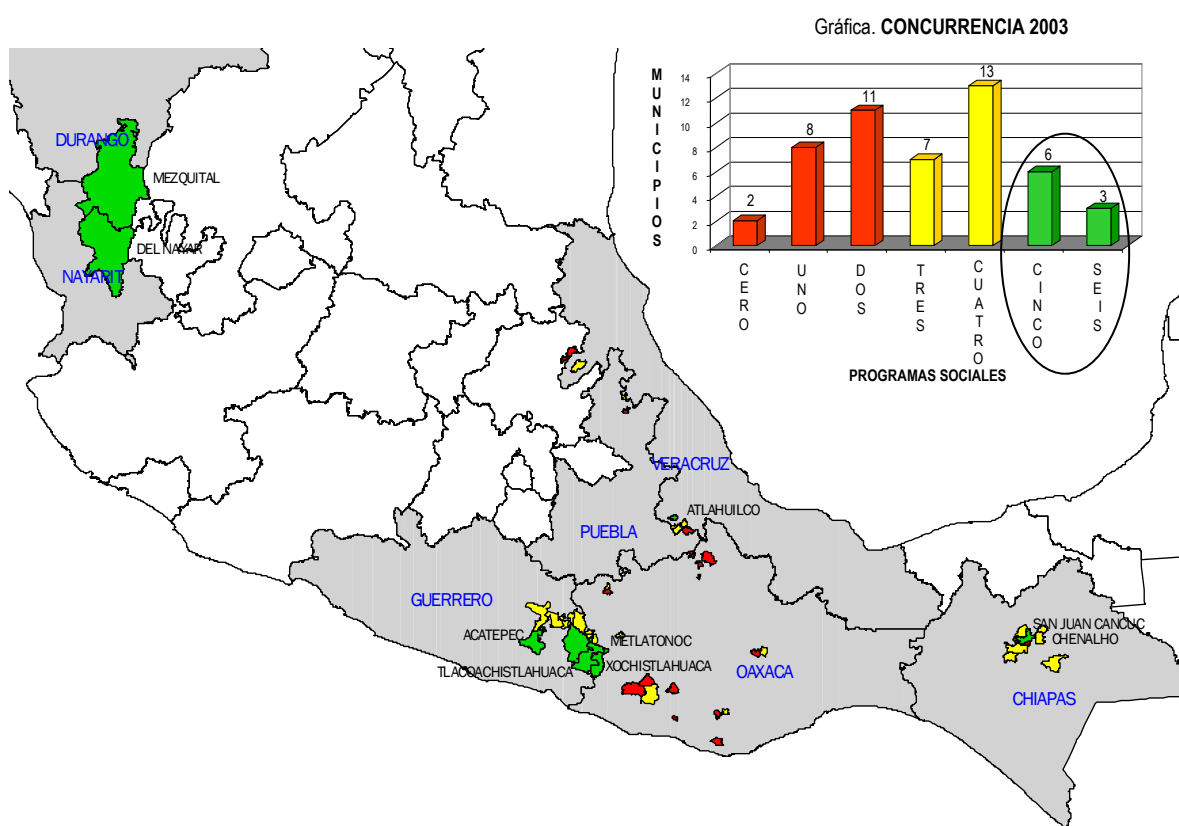 Gráfica. CONCURRENCIA 2003
MUNICIPIOS
14
12
10
8
6
4
2
0
2
8
11
7
13
6
3
CERO
UNO
DOS
TRES
CUATRO
CINCO
SEIS
PROGRAMAS SOCIALES
DURANGO
MEZQUITAL
DEL NAYAR
NAYARIT
VERACRUZ
ATLAHUILCO
PUEBLA
GUERRERO
ACATEPEC
METLATONOC
TLACOACHISTLAHUACA
XOCHISTLAHUACA
OAXACA
SAN JUAN CANCUC
CHENALHO
CHIAPAS